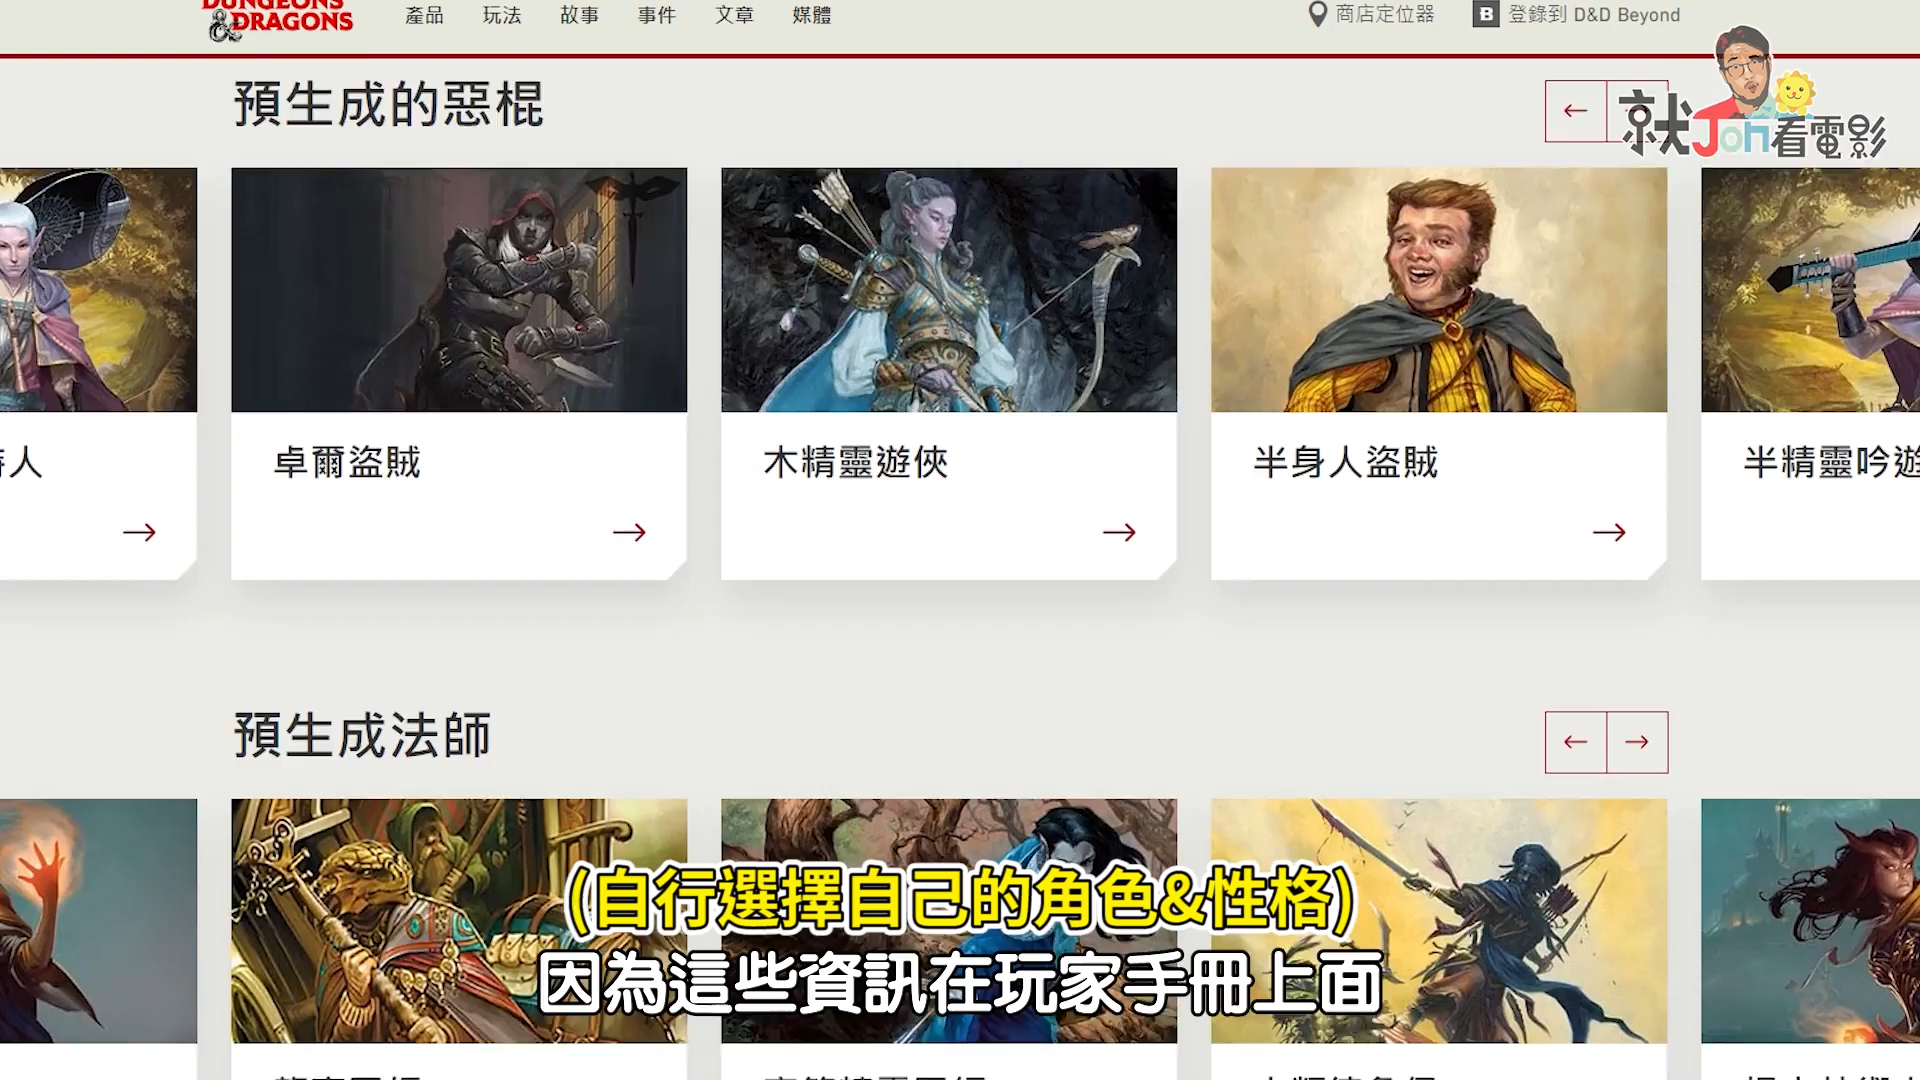 DUNGEONS
&DRAGONS
產品 玩法 故事 事件 文章 媒體
商店定位器 B 登錄到 D&D Beyond
就Jon看電影
預生成的惡棍
卓爾盜賊
木精靈遊俠
半身人盜賊
半精靈吟遊
預生成法師
(自行選擇自己的角色&性格)
因為這些資訊在玩家手冊上面